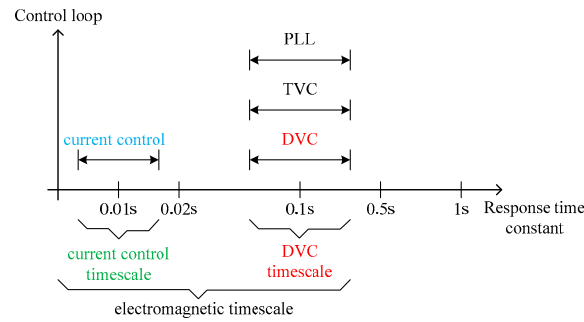 Control loop
PLL
TVC
current control
DVC
0.01s
0.02s
0.1s
0.5s
1s
Response time
constant
current control
timescale
DVC
timescale
electromagnetic timescale